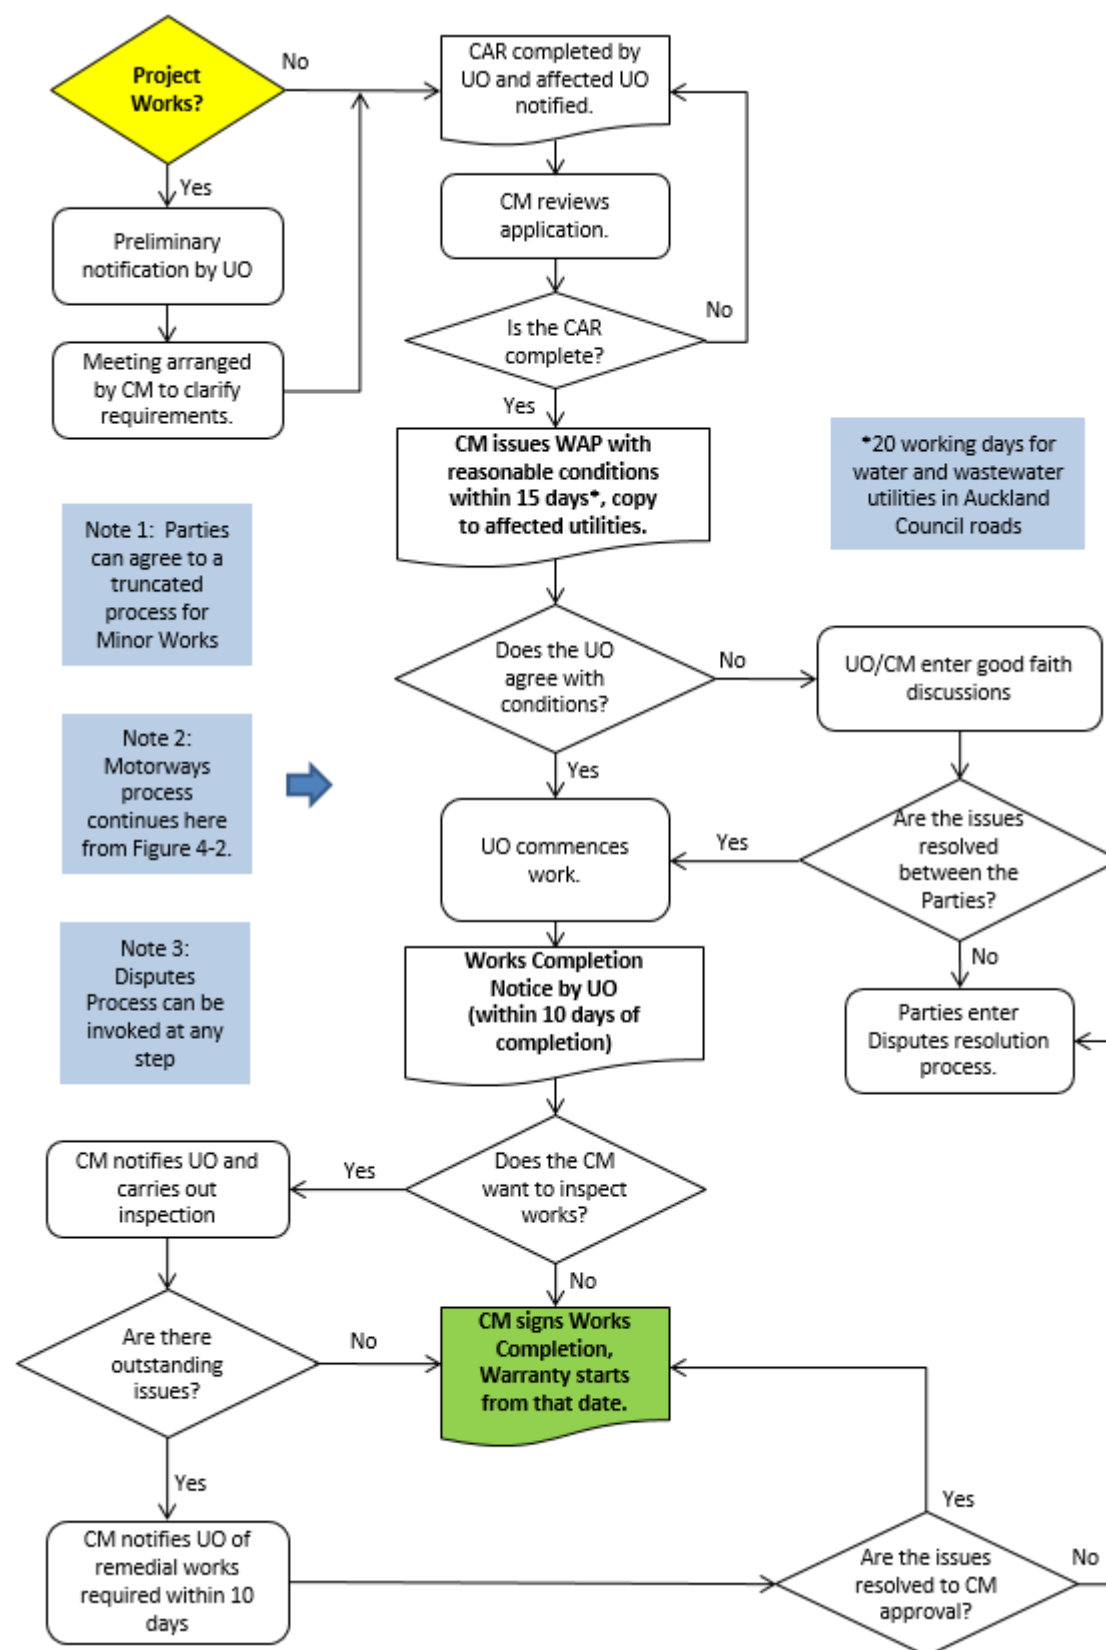 Project
Works?
No
CAR completed by
UO and affected UO
notified.
Yes
Preliminary
notification by UO
CM reviews
application.
Meeting arranged
by CM to clarify
requirements.
Is the CAR
complete?
No
Yes
CM issues WAP with
reasonable conditions
within 15 days*, copy
to affected utilities.
*20 working days for
water and wastewater
utilities in Auckland
Council roads
Note 1: Parties
can agree to a
truncated
process for
Minor Works
Does the UO
agree with
conditions?
No
UO/CM enter good faith
discussions
Yes
Note 2:
Motorways
process
continues here
from Figure 4-2.
UO commences
work.
Yes
Are the issues
resolved
between the
Parties?
No
Note 3:
Disputes
Process can be
invoked at any
step
Works Completion
Notice by UO
(within 10 days of
completion)
Parties enter
Disputes resolution
process.
Does the CM
want to inspect
works?
Yes
CM notifies UO and
carries out
inspection
No
Are there
outstanding
issues?
No
CM signs Works
Completion,
Warranty starts
from that date.
Yes
CM notifies UO of
remedial works
required within 10
days
Yes
Are the issues
resolved to CM
approval?
No